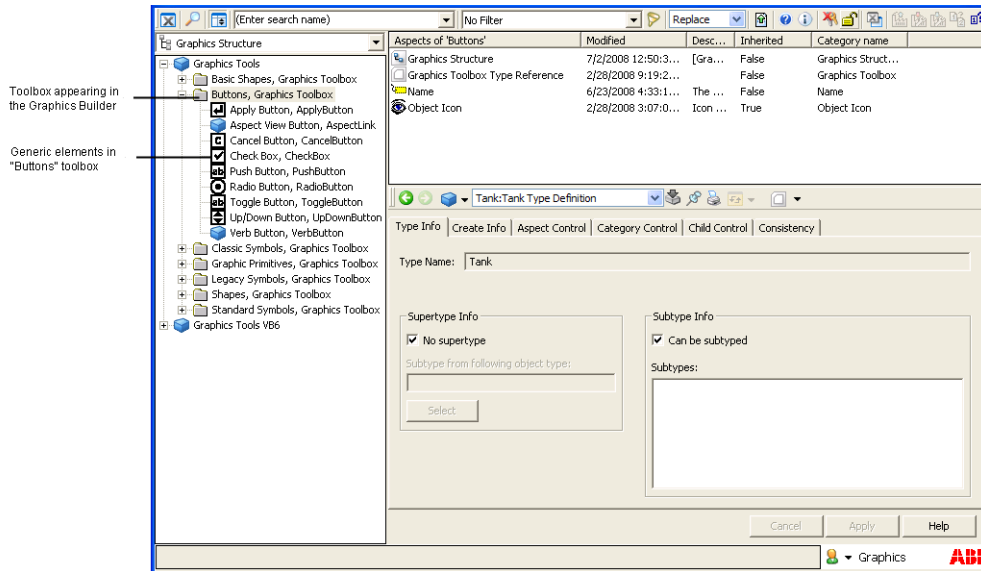 (Enter search name)
No Filter
Replace
Graphics Structure
Toolbox appearing in
the Graphics Builder
Generic elements in
"Buttons" toolbox
Graphics Tools
Basic Shapes, Graphics Toolbox
Buttons, Graphics Toolbox
Apply Button, ApplyButton
Aspect View Button, AspectLink
C Cancel Button, CancelButton
Check Box, CheckBox
ab Push Button, PushButton
Radio Button, RadioButton
ab Toggle Button, ToggleButton
Up/Down Button, UpDownButton
Verb Button, VerbButton
Classic Symbols, Graphics Toolbox
Graphic Primitives, Graphics Toolbox
Legacy Symbols, Graphics Toolbox
Shapes, Graphics Toolbox
Standard Symbols, Graphics Toolbox
Graphics Tools VB6
Aspects of 'Buttons' Modified Desc... Inherited Category name
Graphics Structure 7/2/2008 12:50:3... [Gra... False Graphics Struct...
Graphics Toolbox Type Reference 2/28/2008 9:19:2... False Graphics Toolbox
Name 6/23/2008 4:33:1... The ... False Name
Object Icon 2/28/2008 3:07:0... Icon ... True Object Icon
Tank:Tank Type Definition
Type Info Create Info Aspect Control Category Control Child Control Consistency
Type Name: Tank
Supertype Info
No supertype
Subtype from following object type:
Select
Subtype Info
Can be subtyped
Subtypes:
Cancel Apply Help
Graphics ABB